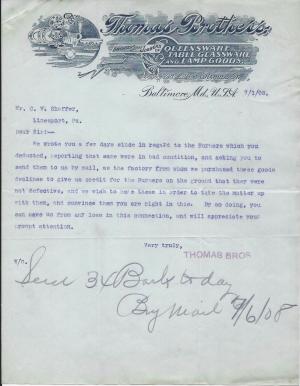 Thomas Brothers,
QUEENSWARE,
TABLE GLASSWARE
AND LAMP GOODS.
Baltimore, Md. U.S.A. 7/1/08.
Mr. C. W. Shaffer,
Lineport, Pa.
Dear Sir:-
We wrote you a few days since in regard to the Burners which you
deducted, reporting that same were in bad condition, and asking you to
send them to us by mail, as the factory from whom we purchased these goods
declines to give us credit for the Burners on the ground that they were
not defective, and we wish to have these in order to take the matter up
with them, and convince them you are right in this. By so doing, you
can save us from any loss in this connection, and will appreciate your
prompt attention.
Very truly,
THOMAS BROS
Send 34 Back today
By Mail 7/6/08